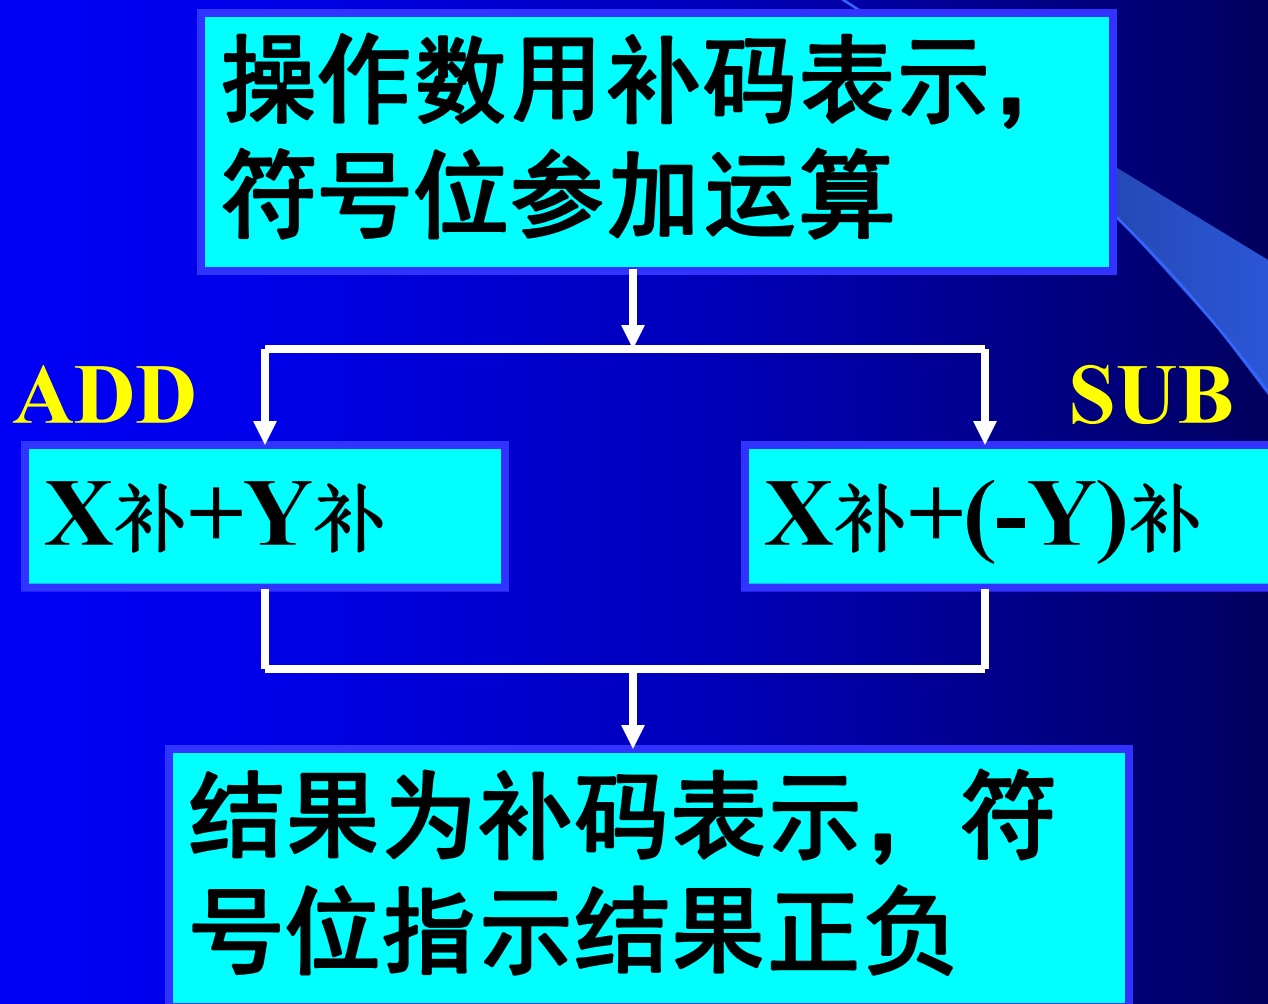 操作数用补码表示，
符号位参加运算
ADD
SUB
X补+Y补
X补+(-Y)补
结果为补码表示，符
号位指示结果正负